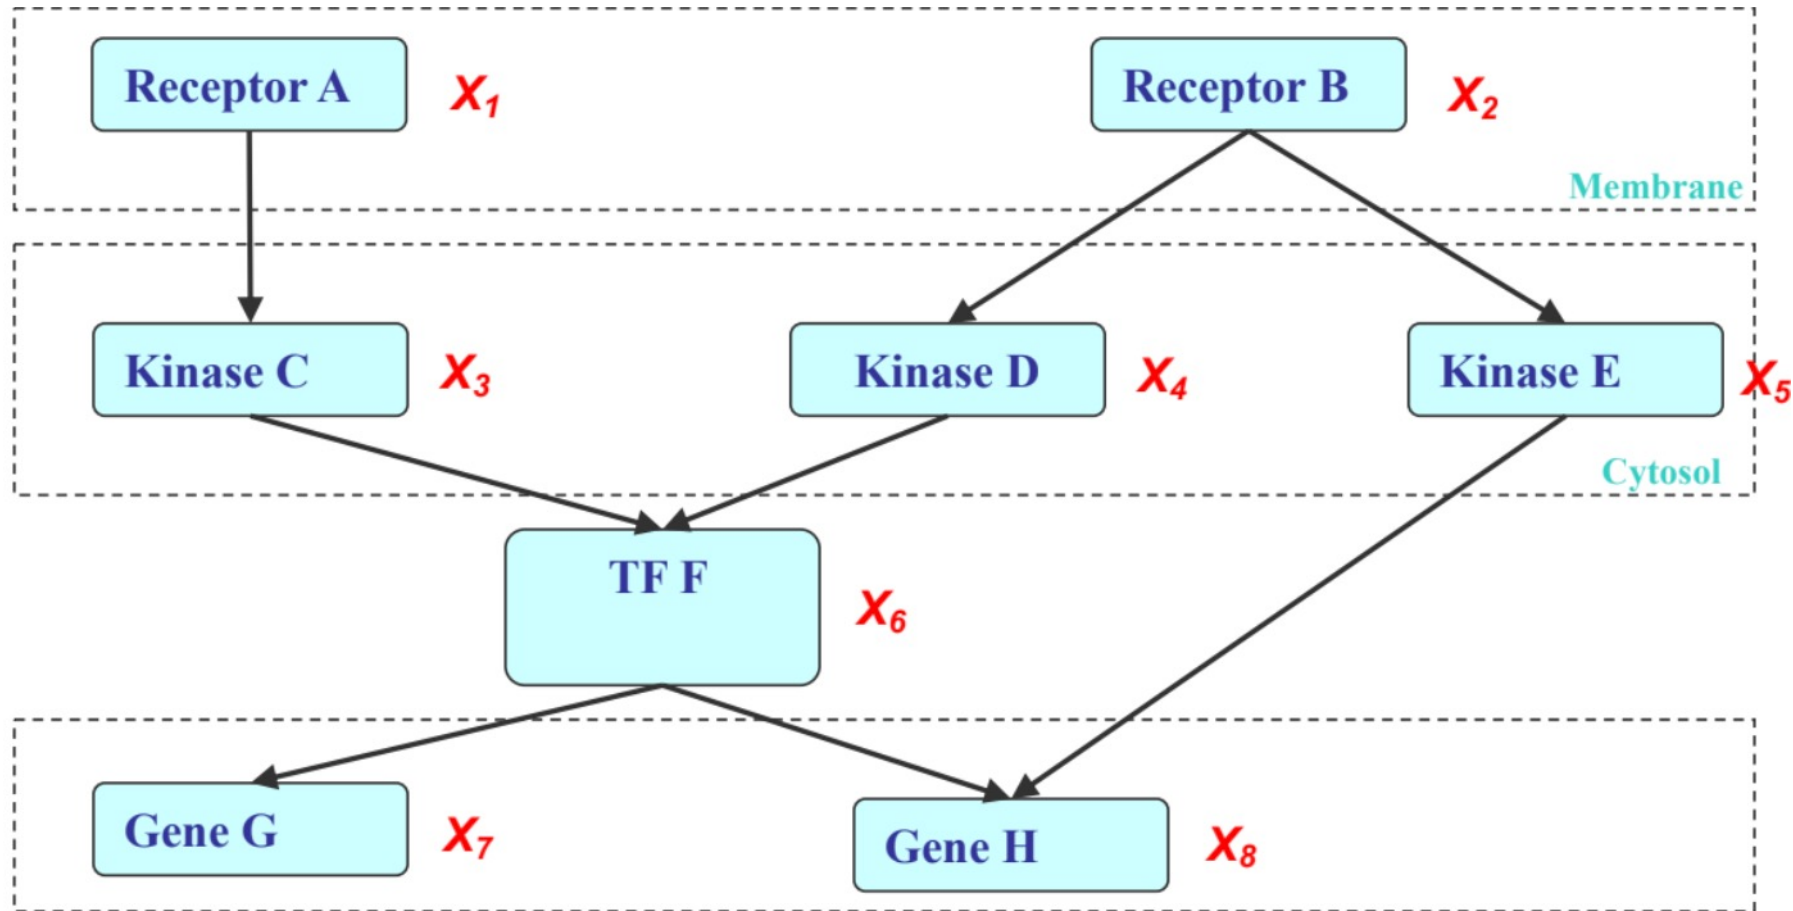 Receptor A
X1
Receptor B
X2
Membrane
Kinase C
X3
Kinase D
X4
Kinase E
X5
Cytosol
TF F
X6
Gene G
X7
Gene H
X8